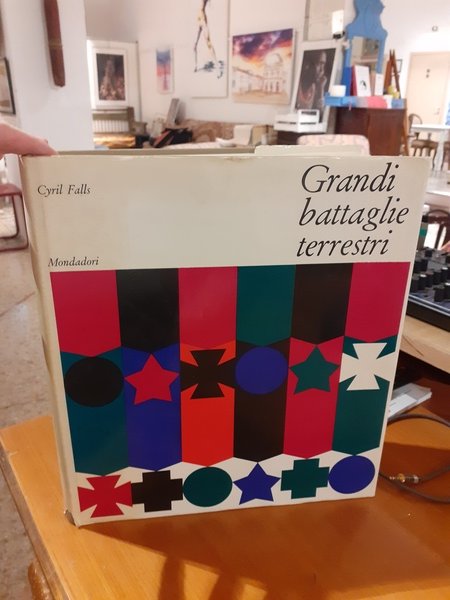 Cyril Falls
Grandi
battaglie
terrestri
Mondadori